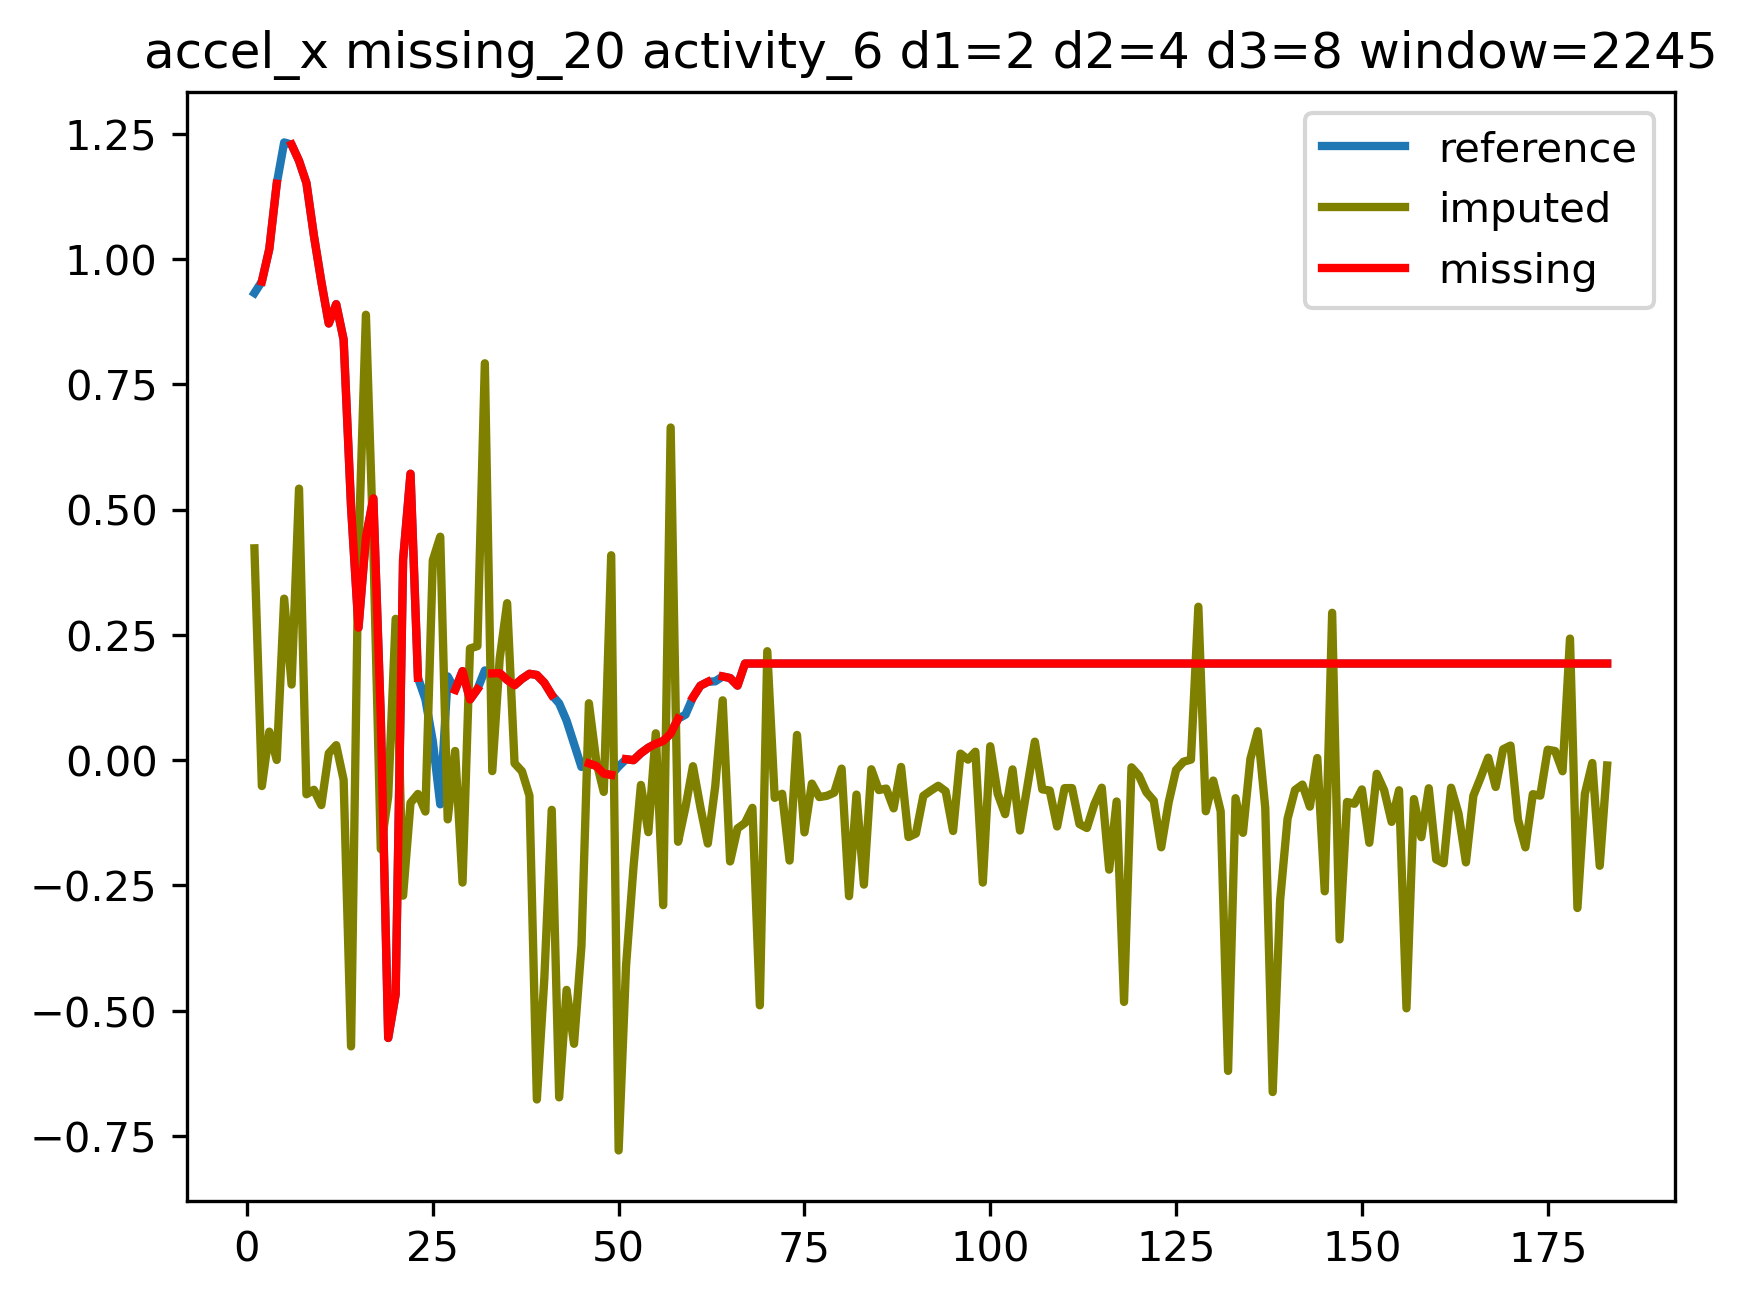 accel_x missing_20 activity_6 d1=2 d2=4 d3=8 window=2245
1.25
1.00
0.75
0.50
0.25
0.00
−0.25
−0.50
−0.75
reference
imputed
missing
0 25 50 75 100 125 150 175